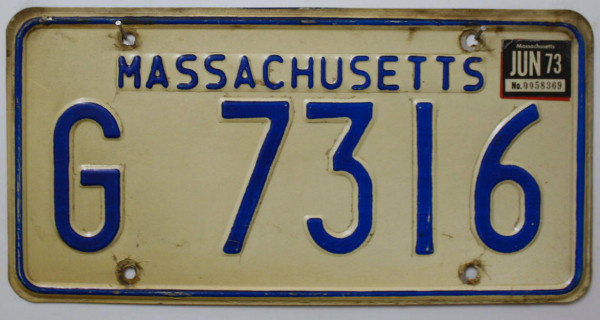 MASSACHUSETTS
Massachusetts
JUN 73
No. 0958369
G 7316